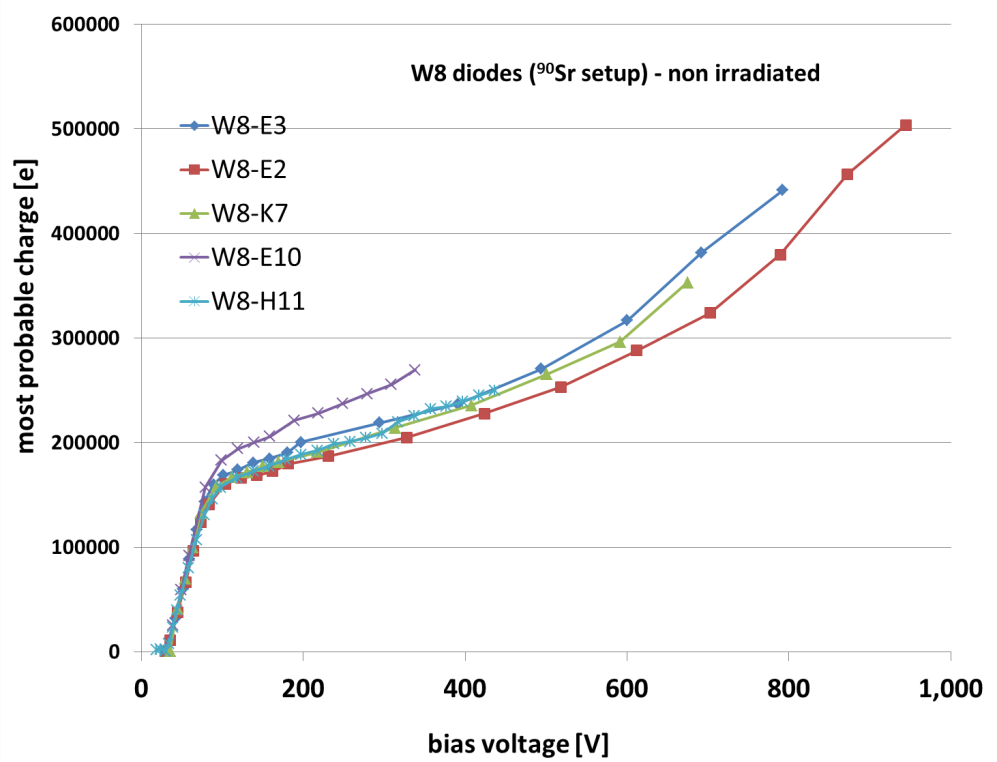 600000
W8 diodes (⁹⁰Sr setup) - non irradiated
500000
W8-E3
W8-E2
W8-K7
W8-E10
W8-H11
400000
300000
200000
100000
0
most probable charge [e]
0 200 400 600 800 1,000
bias voltage [V]